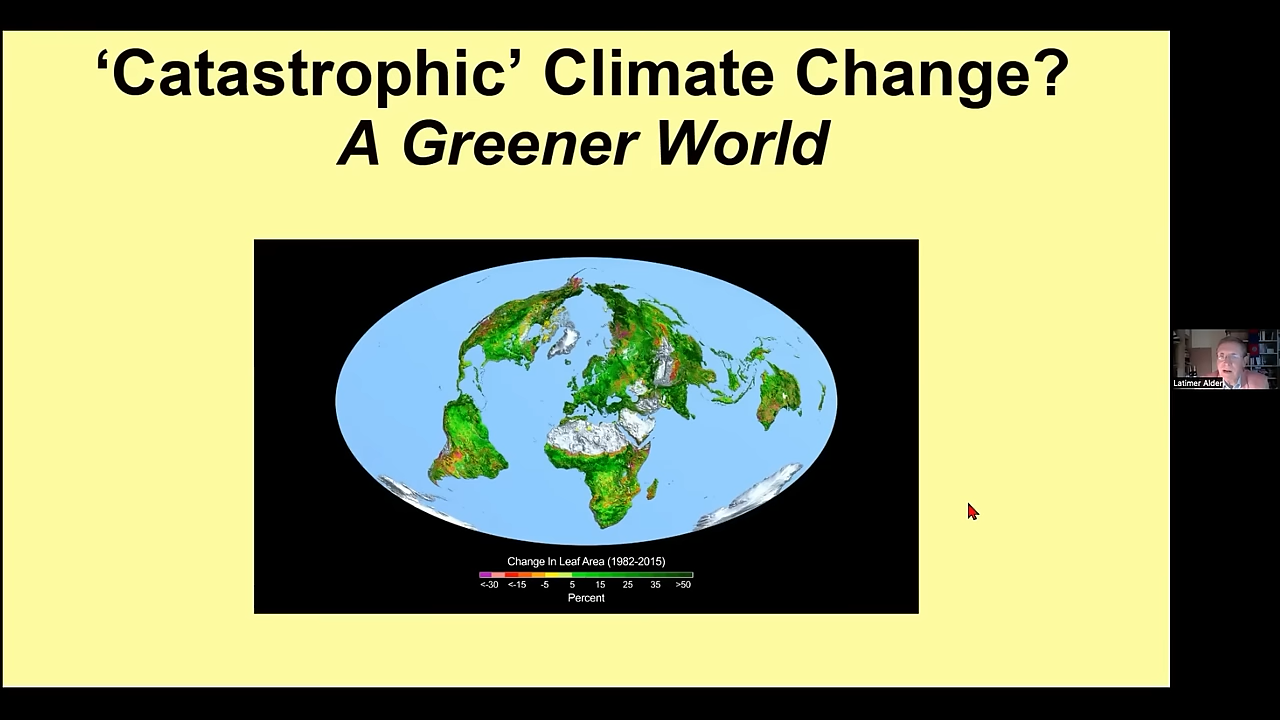 ‘Catastrophic’ Climate Change?
A Greener World
Change In Leaf Area (1982-2015)
<-30 <-15 -5 5 15 25 35 >50
Percent
Latimer Alder